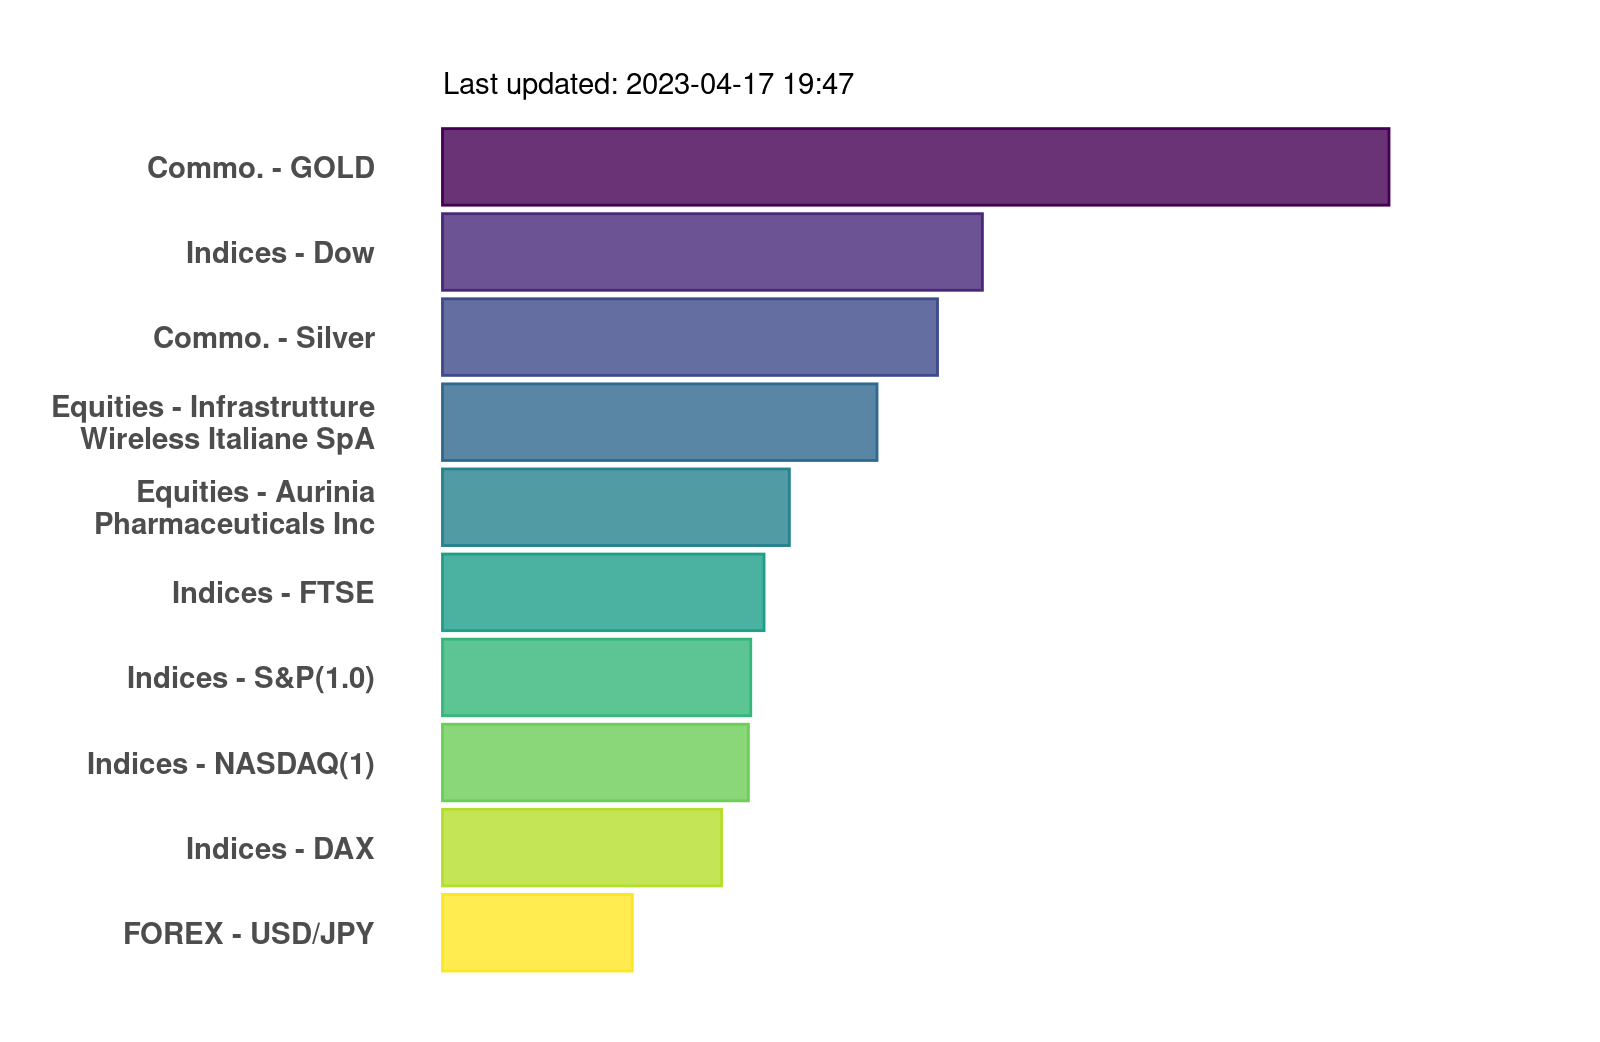 Last updated: 2023-04-17 19:47
Commo. - GOLD
Indices - Dow
Commo. - Silver
Equities - Infrastrutture
Wireless Italiane SpA
Equities - Aurinia
Pharmaceuticals Inc
Indices - FTSE
Indices - S&P(1.0)
Indices - NASDAQ(1)
Indices - DAX
FOREX - USD/JPY